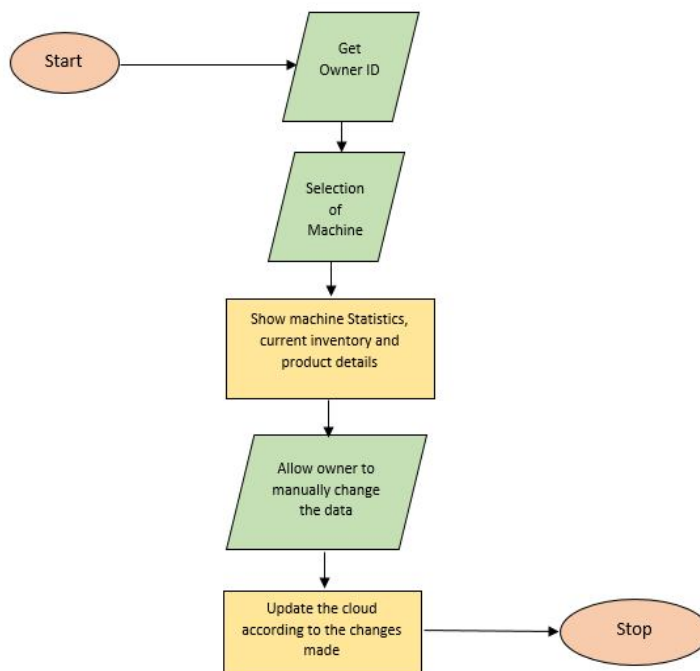 Start
Get
Owner ID
Selection
of
Machine
Show machine Statistics,
current inventory and
product details
Allow owner to
manually change
the data
Update the cloud
according to the changes
made
Stop